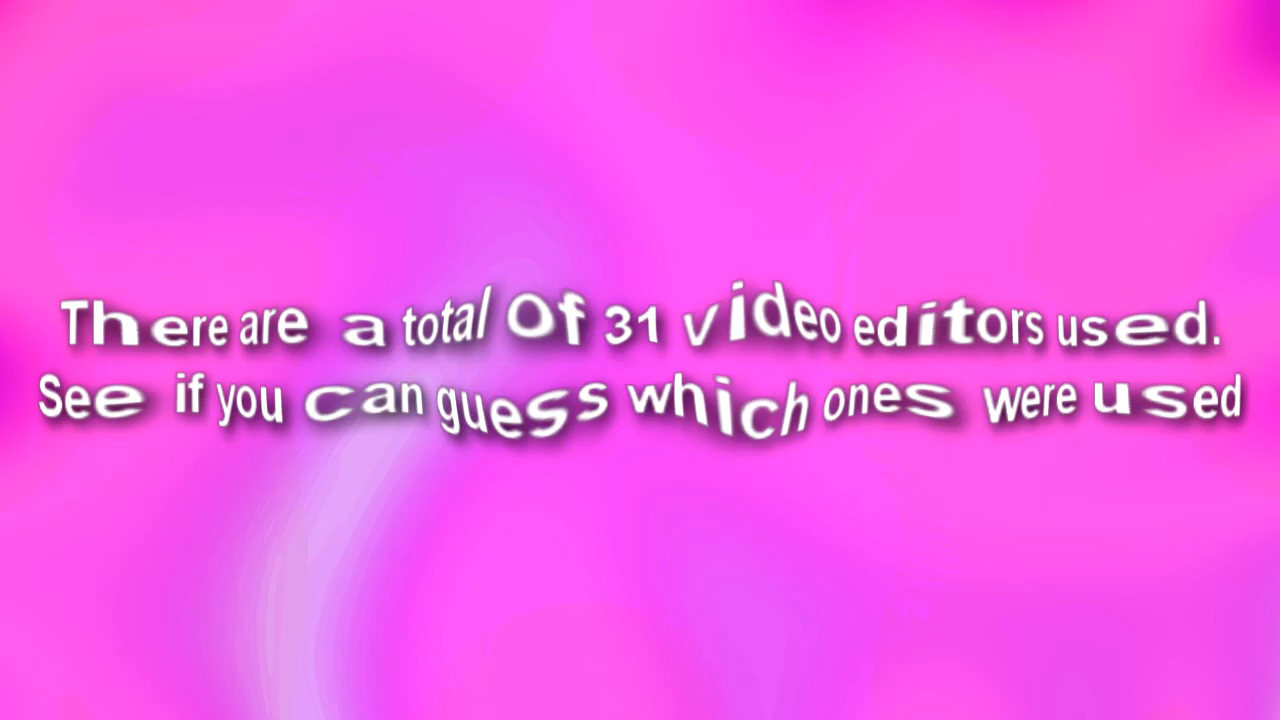 There are a total of 31 video editors used.
See if you can guess which ones were used